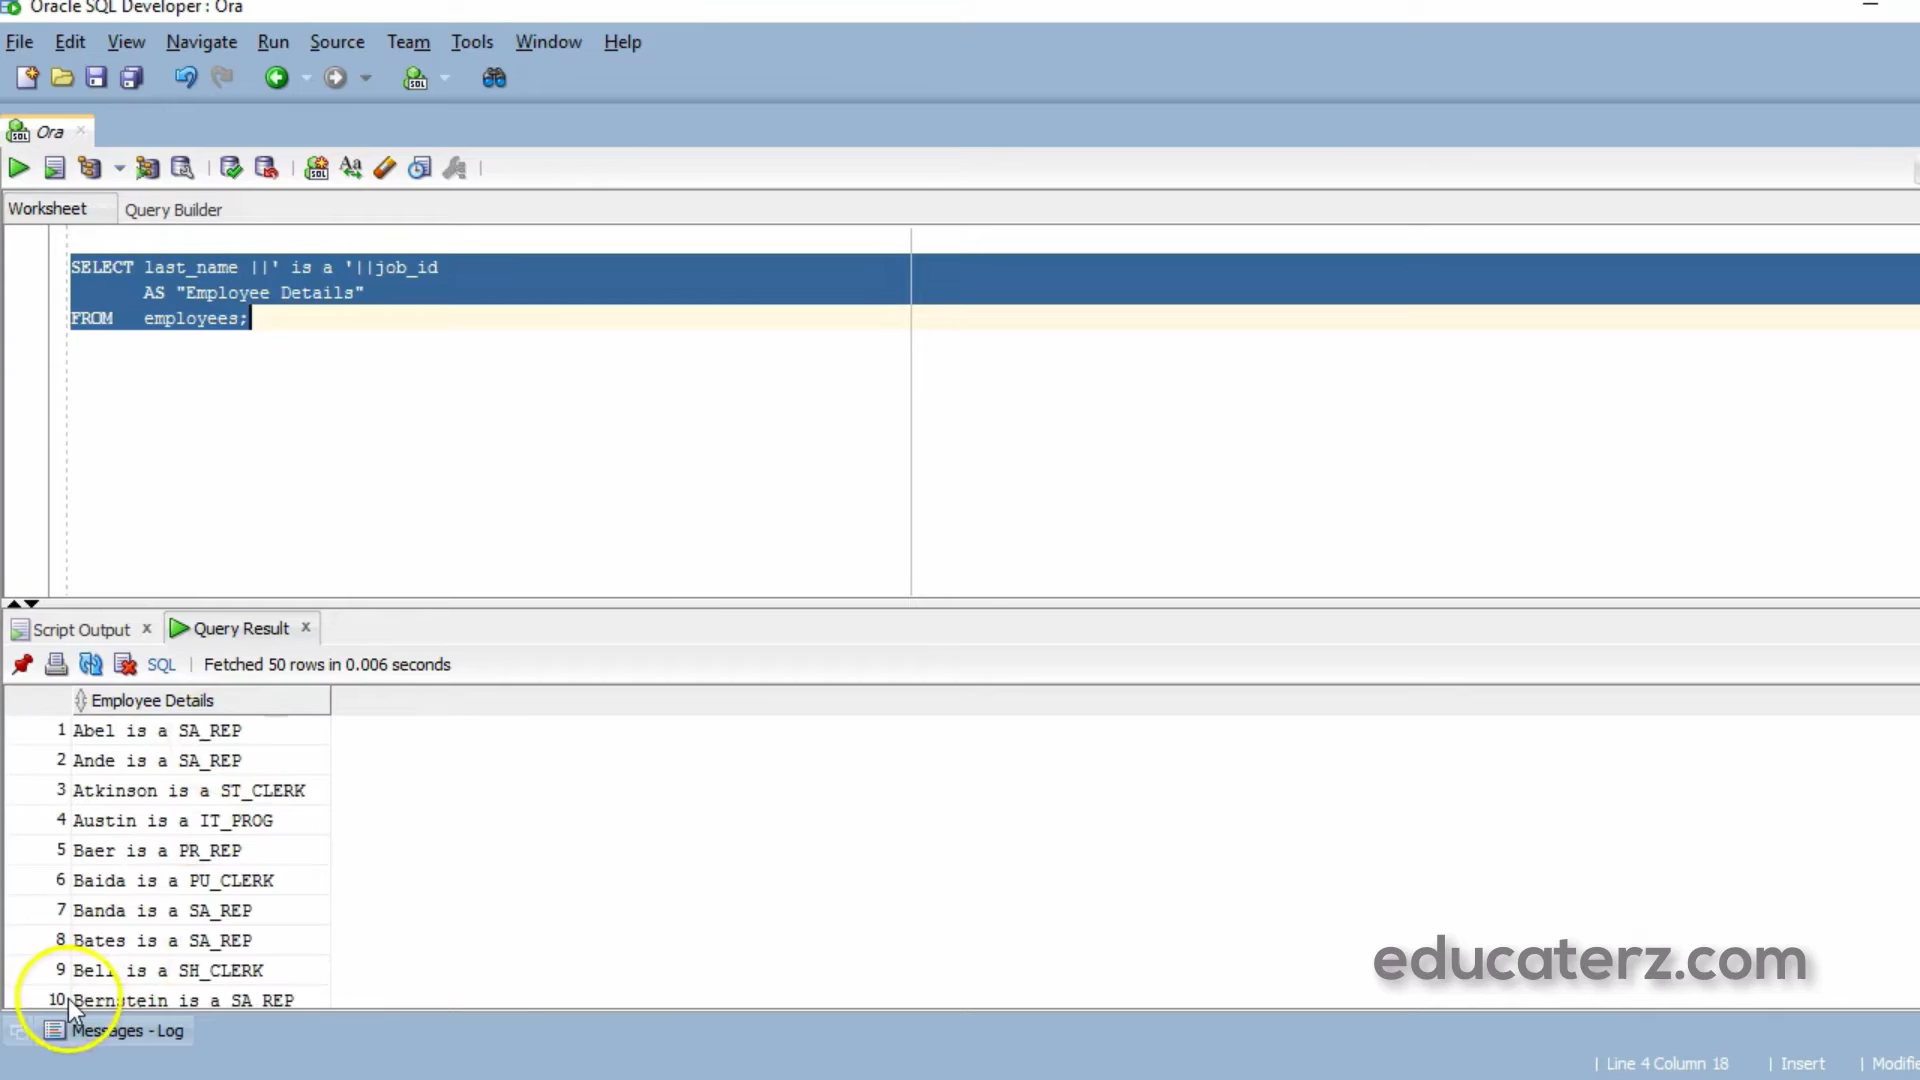 Oracle SQL Developer : Ora
File Edit View Navigate Run Source Team Tools Window Help
Ora
Worksheet Query Builder
SELECT last_name ||' is a '||job_id
AS "Employee Details"
FROM employees;
Script Output x Query Result x
SQL | Fetched 50 rows in 0.006 seconds
Employee Details
1 Abel is a SA_REP
2 Ande is a SA_REP
3 Atkinson is a ST_CLERK
4 Austin is a IT_PROG
5 Baer is a PR_REP
6 Baida is a PU_CLERK
7 Banda is a SA_REP
8 Bates is a SA_REP
9 Bell is a SH_CLERK
10 Bernstein is a SA_REP
educaterz.com
Messages - Log
| Line 4 Column 18 | Insert | Modifie